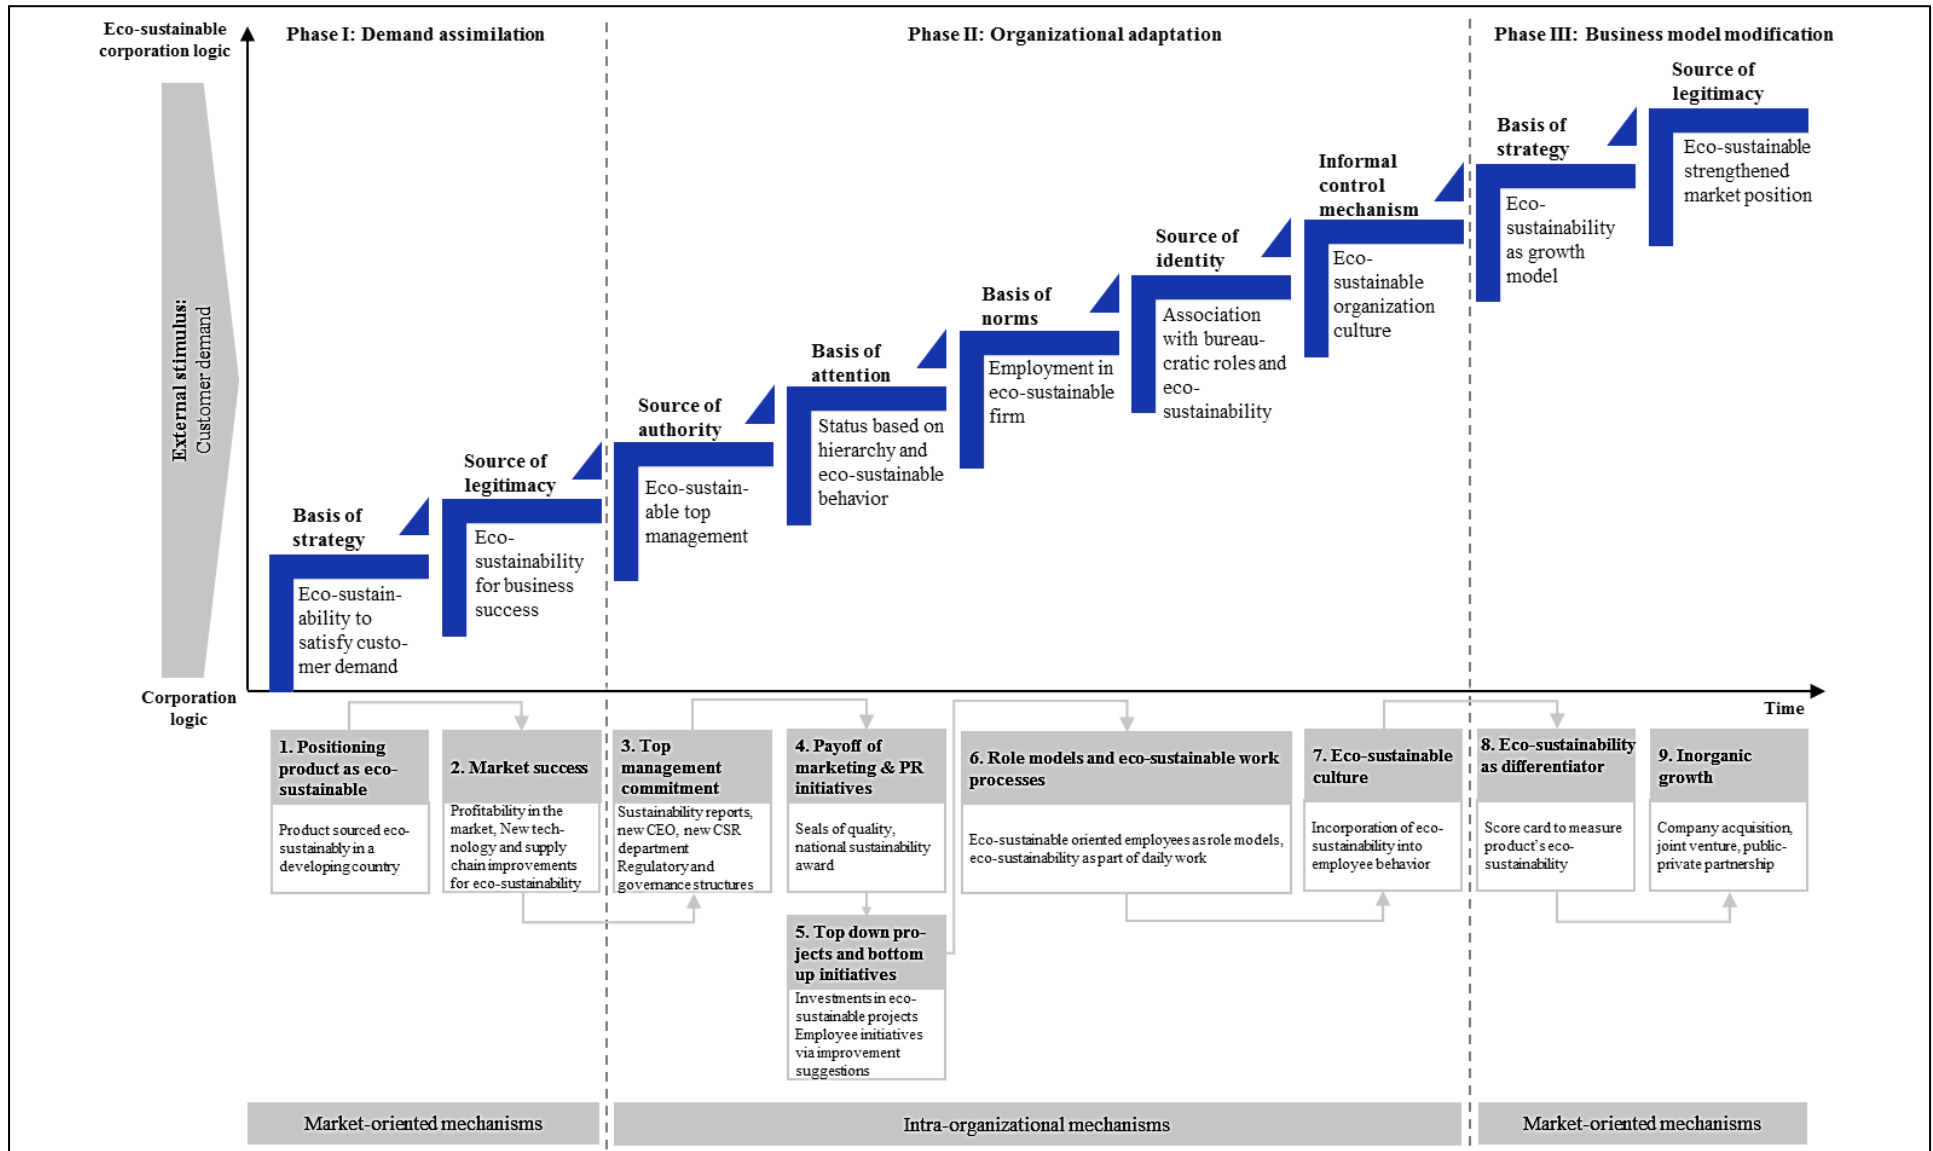 Eco-sustainable
corporation logic
Phase I: Demand assimilation
Phase II: Organizational adaptation
Phase III: Business model modification
External stimulus:
Customer demand
Corporation
logic
Time
Basis of
strategy
Eco-sustain-
ability to
satisfy custo-
mer demand
Source of
legitimacy
Eco-
sustainability
for business
success
Source of
authority
Eco-sustain-
able top
management
Basis of
attention
Status based on
hierarchy and
eco-sustainable
behavior
Basis of
norms
Employment in
eco-sustainable
firm
Source of
identity
Association
with bureau-
cratic roles and
eco-
sustainability
Informal
control
mechanism
Eco-
sustainable
organization
culture
Basis of
strategy
Eco-
sustainability
as growth
model
Source of
legitimacy
Eco-sustainable
strengthened
market position
1. Positioning
product as eco-
sustainable
Product sourced eco-
sustainably in a
developing country
2. Market success
Profitability in the
market, New tech-
nology and supply
chain improvements
for eco-sustainability
3. Top
management
commitment
Sustainability reports,
new CEO, new CSR
department
Regulatory and
governance structures
4. Payoff of
marketing & PR
initiatives
Seals of quality,
national sustainability
award
5. Top down pro-
jects and bottom
up initiatives
Investments in eco-
sustainable projects
Employee initiatives
via improvement
suggestions
6. Role models and eco-sustainable work
processes
Eco-sustainable oriented employees as role models,
eco-sustainability as part of daily work
7. Eco-sustainable
culture
Incorporation of eco-
sustainability into
employee behavior
8. Eco-sustainability
as differentiator
Score card to measure
product's eco-
sustainability
9. Inorganic
growth
Company acquisition,
joint venture, public-
private partnership
Market-oriented mechanisms
Intra-organizational mechanisms
Market-oriented mechanisms